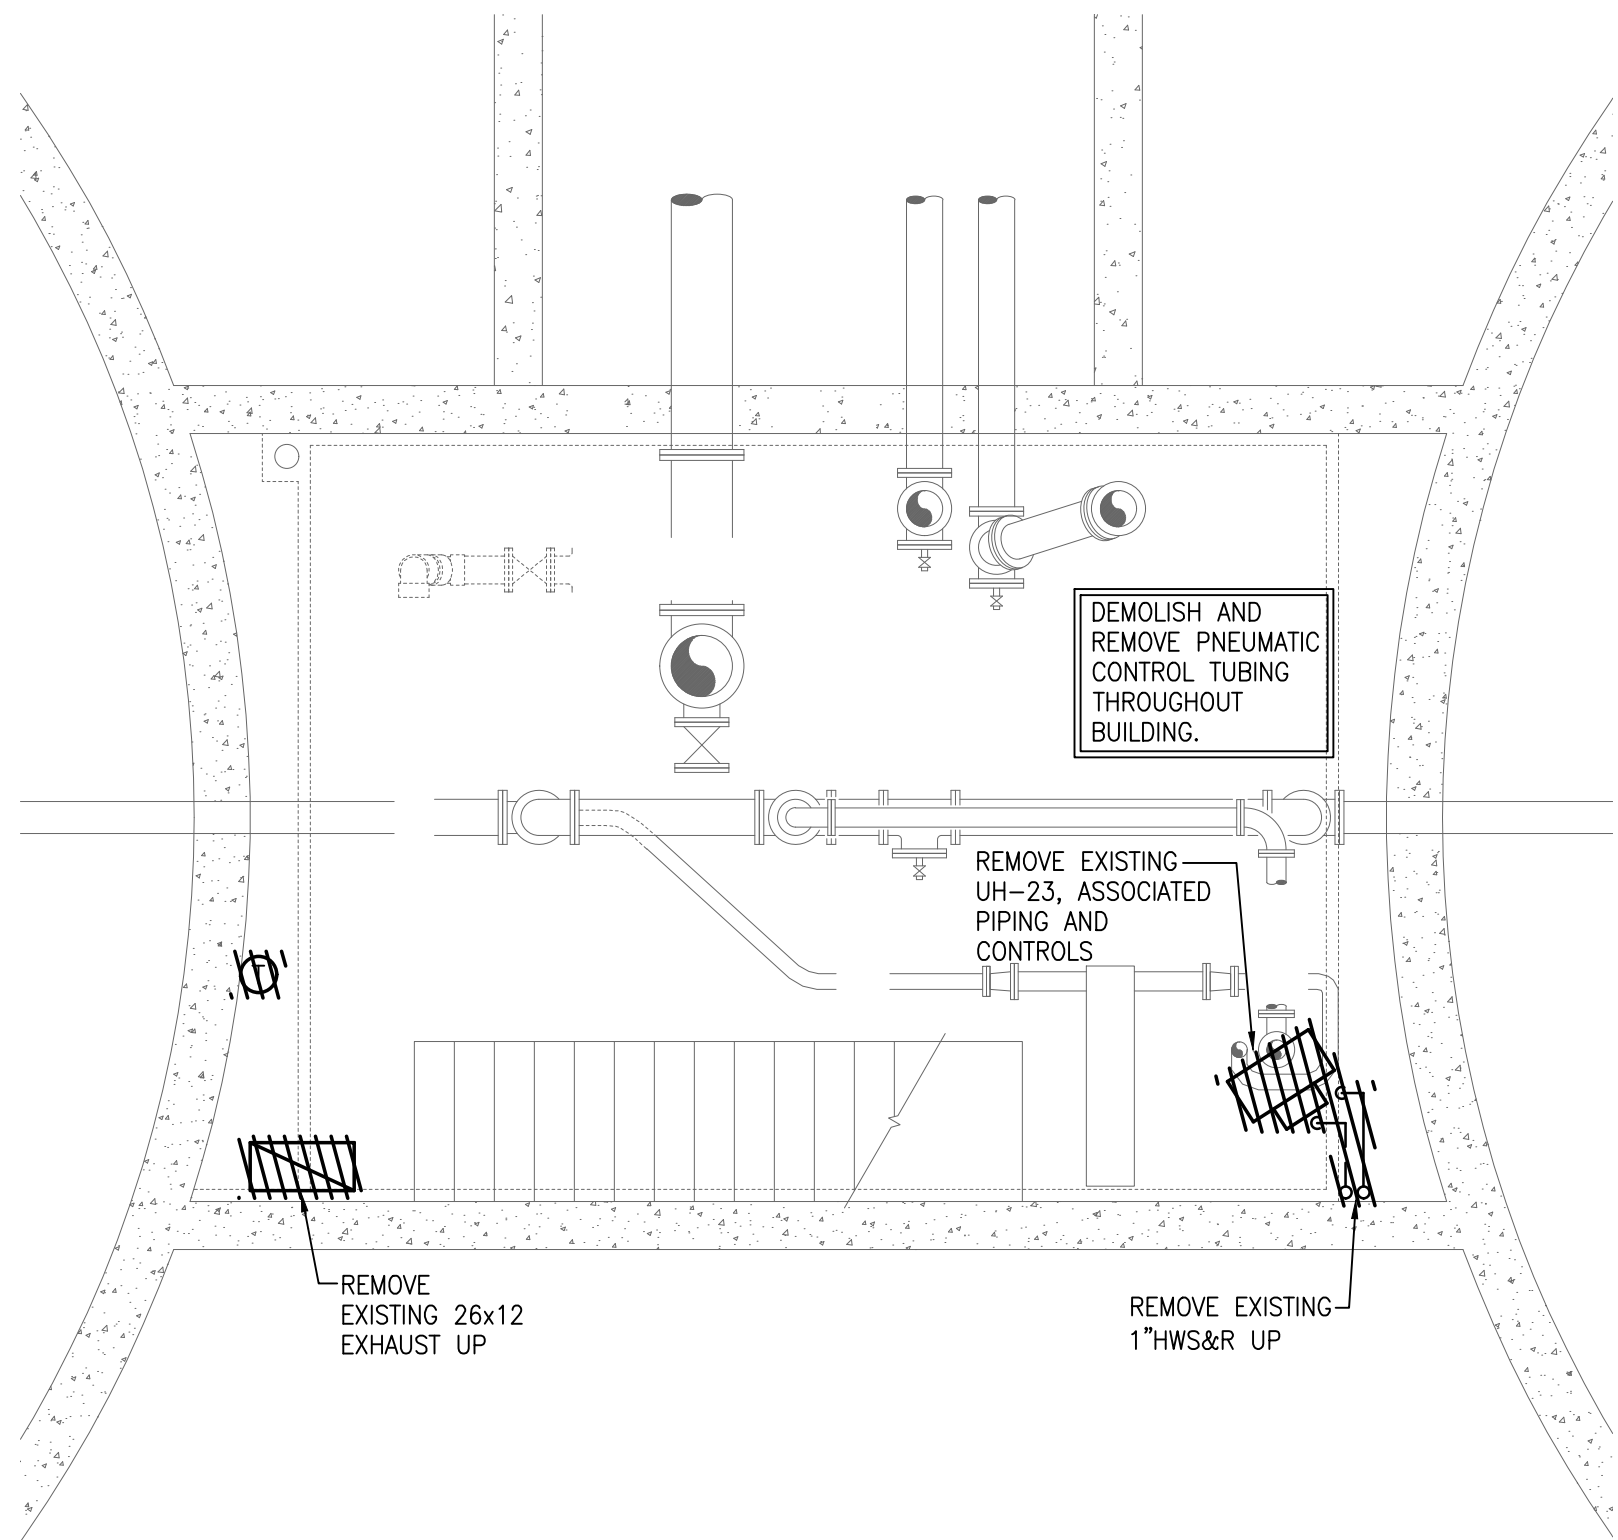 DEMOLISH AND
REMOVE PNEUMATIC
CONTROL TUBING
THROUGHOUT
BUILDING.
REMOVE EXISTING
UH-23, ASSOCIATED
PIPING AND
CONTROLS
T
REMOVE
EXISTING 26x12
EXHAUST UP
REMOVE EXISTING
1"HWS&R UP